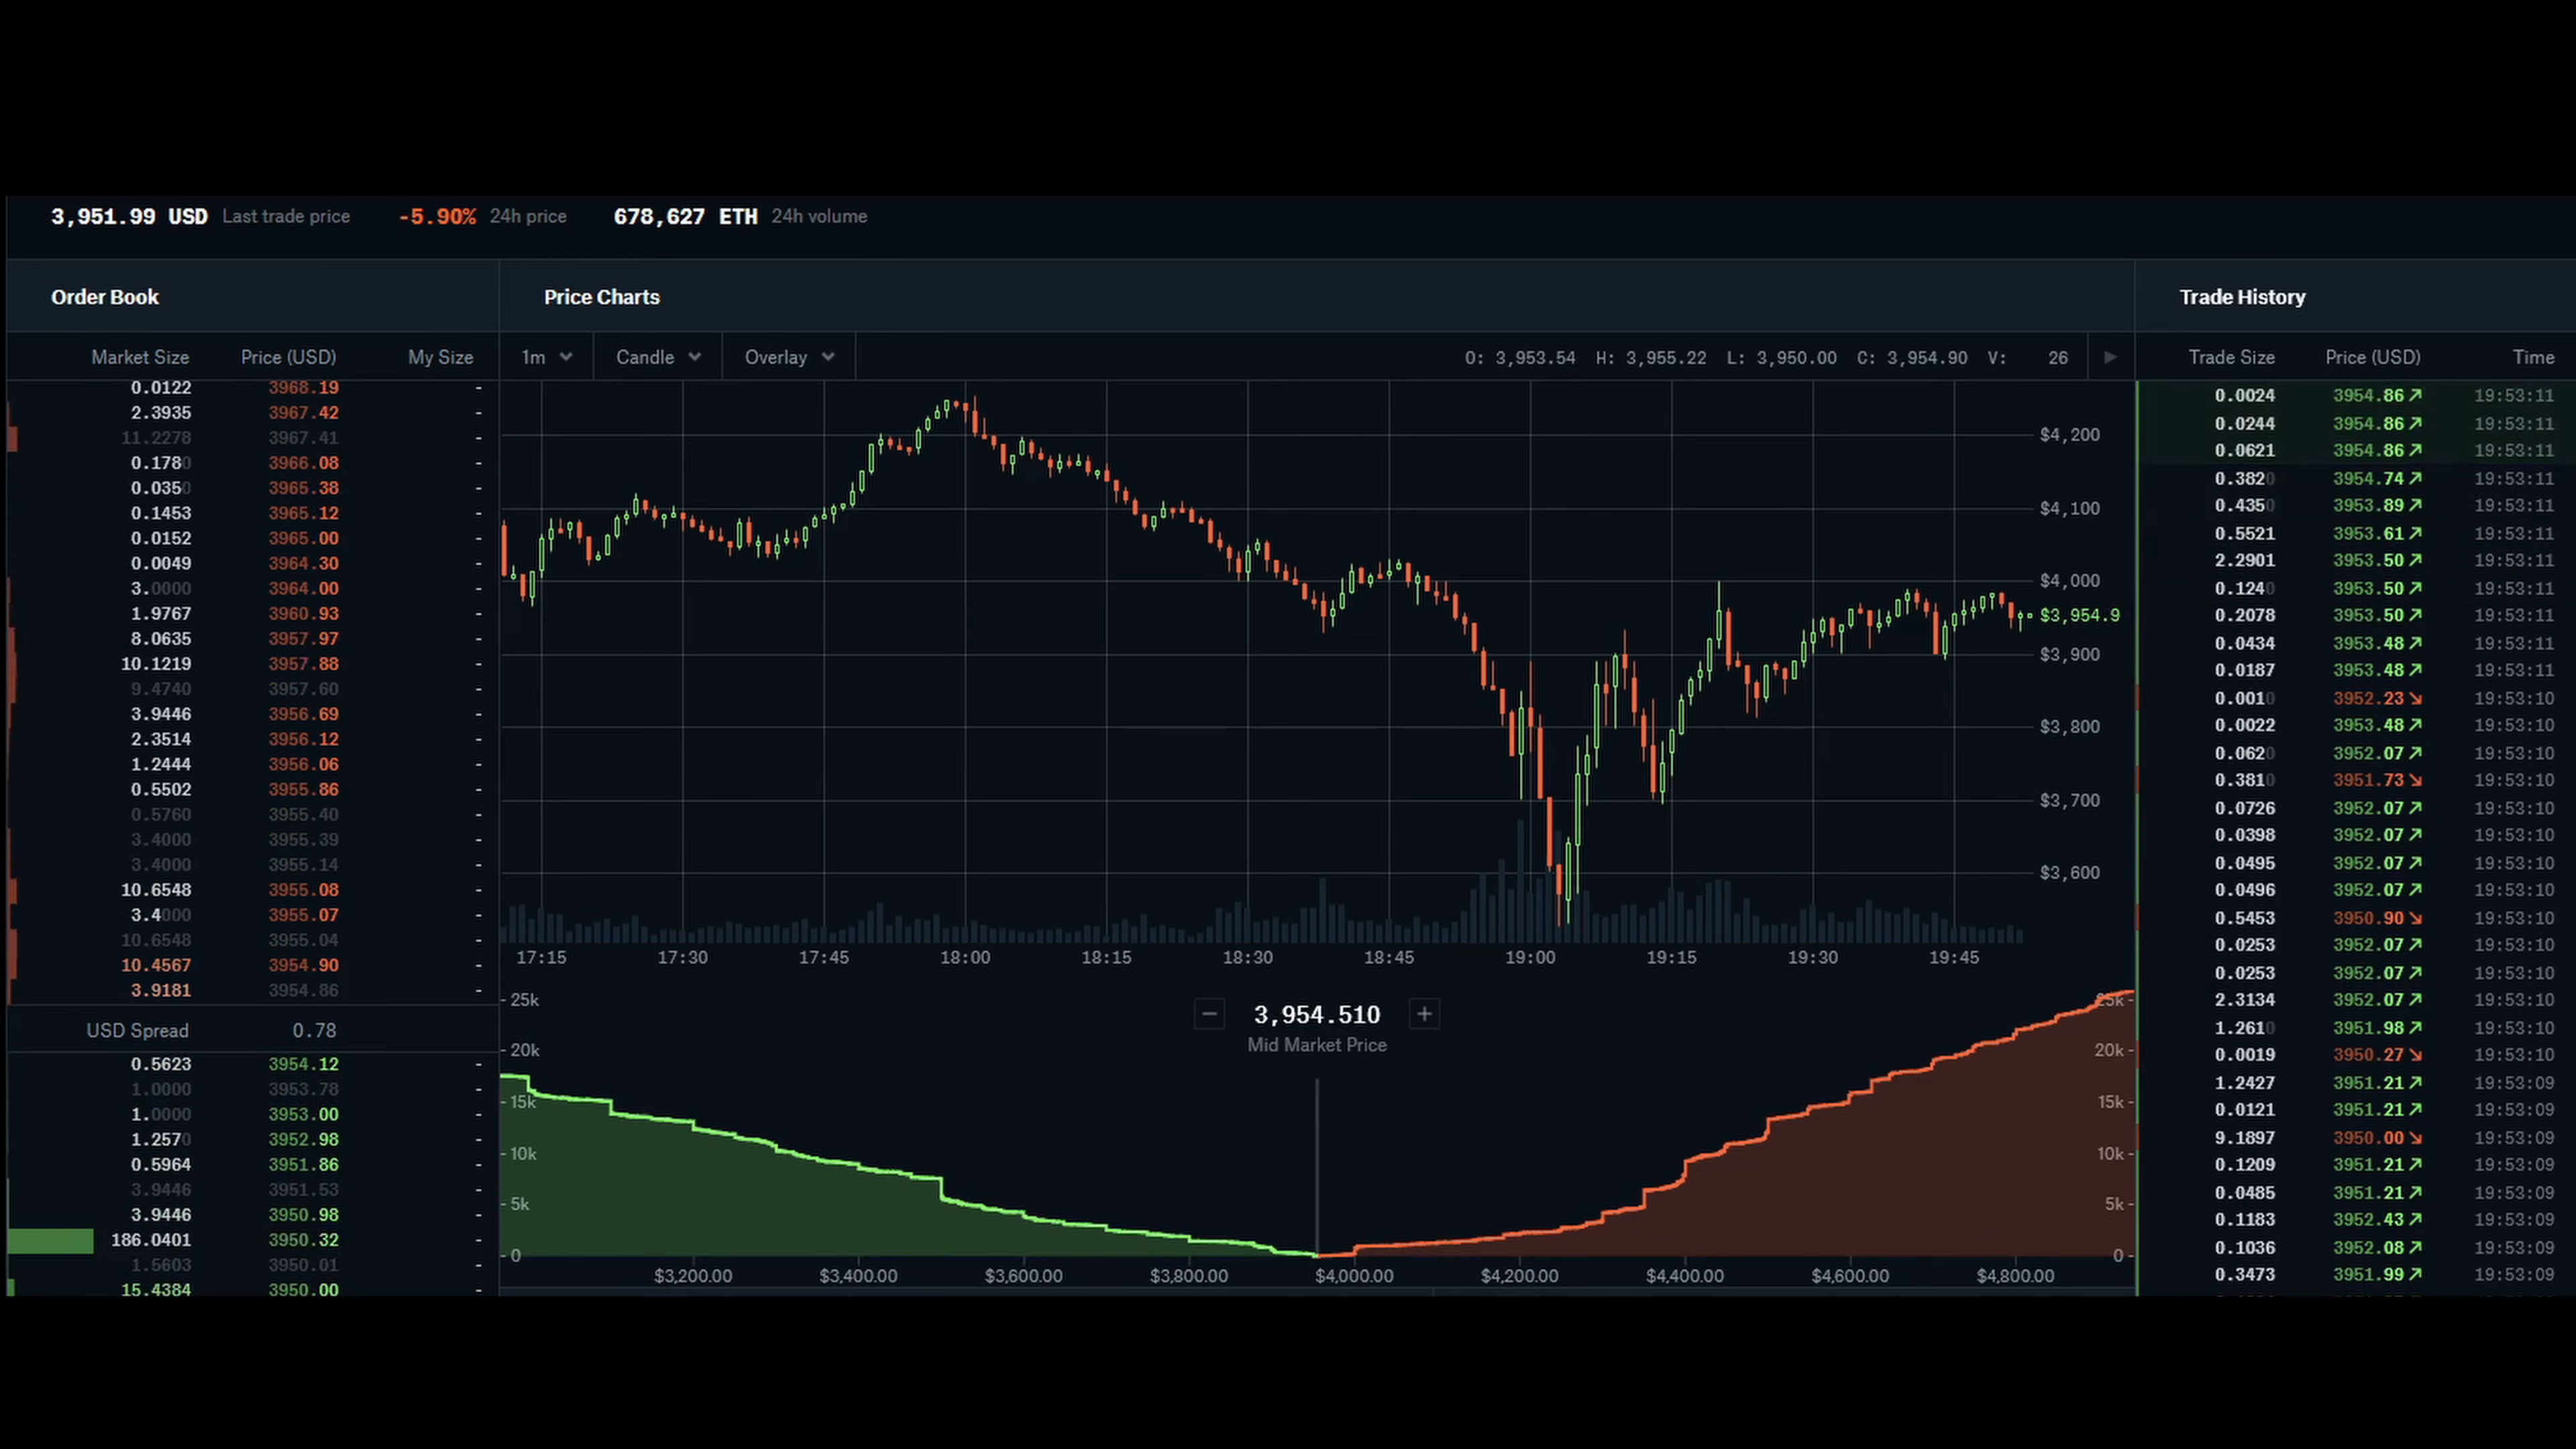 3,951.99 USD Last trade price -5.90% 24h price 678,627 ETH 24h volume
Order Book
Market Size Price (USD) My Size
0.0122 3968.19 -
2.3935 3967.42 -
11.2278 3967.41 -
0.1780 3966.08 -
0.0350 3965.38 -
0.1453 3965.12 -
0.0152 3965.00 -
0.0049 3964.30 -
3.0000 3964.00 -
1.9767 3960.93 -
8.0635 3957.97 -
10.1219 3957.88 -
9.4740 3957.60 -
3.9446 3956.69 -
2.3514 3956.12 -
1.2444 3956.06 -
0.5502 3955.86 -
0.5760 3955.40 -
3.4000 3955.39 -
3.4000 3955.14 -
10.6548 3955.08 -
3.4000 3955.07 -
10.6548 3955.04 -
10.4567 3954.90 -
3.9181 3954.86 -
USD Spread 0.78
0.5623 3954.12 -
1.0000 3953.78 -
1.0000 3953.00 -
1.2570 3952.98 -
0.5964 3951.86 -
3.9446 3951.53 -
3.9446 3950.98 -
186.0401 3950.32 -
1.5603 3950.01 -
15.4384 3950.00 -
Price Charts
1m Candle Overlay O: 3,953.54 H: 3,955.22 L: 3,950.00 C: 3,954.90 V: 26
$4,200
$4,100
$4,000
$3,954.9
$3,900
$3,800
$3,700
$3,600
17:15 17:30 17:45 18:00 18:15 18:30 18:45 19:00 19:15 19:30 19:45
- 3,954.510 +
Mid Market Price
25k 25k
20k 20k
15k 15k
10k 10k
5k 5k
0 0
$3,200.00 $3,400.00 $3,600.00 $3,800.00 $4,000.00 $4,200.00 $4,400.00 $4,600.00 $4,800.00
Trade History
Trade Size Price (USD) Time
0.0024 3954.86 19:53:11
0.0244 3954.86 19:53:11
0.0621 3954.86 19:53:11
0.3820 3954.74 19:53:11
0.4350 3953.89 19:53:11
0.5521 3953.61 19:53:11
2.2901 3953.50 19:53:11
0.1240 3953.50 19:53:11
0.2078 3953.50 19:53:11
0.0434 3953.48 19:53:11
0.0187 3953.48 19:53:11
0.0010 3952.23 19:53:10
0.0022 3953.48 19:53:10
0.0620 3952.07 19:53:10
0.3810 3951.73 19:53:10
0.0726 3952.07 19:53:10
0.0398 3952.07 19:53:10
0.0495 3952.07 19:53:10
0.0496 3952.07 19:53:10
0.5453 3950.90 19:53:10
0.0253 3952.07 19:53:10
0.0253 3952.07 19:53:10
2.3134 3952.07 19:53:10
1.2610 3951.98 19:53:10
0.0019 3950.27 19:53:10
1.2427 3951.21 19:53:09
0.0121 3951.21 19:53:09
9.1897 3950.00 19:53:09
0.1209 3951.21 19:53:09
0.0485 3951.21 19:53:09
0.1183 3952.43 19:53:09
0.1036 3952.08 19:53:09
0.3473 3951.99 19:53:09